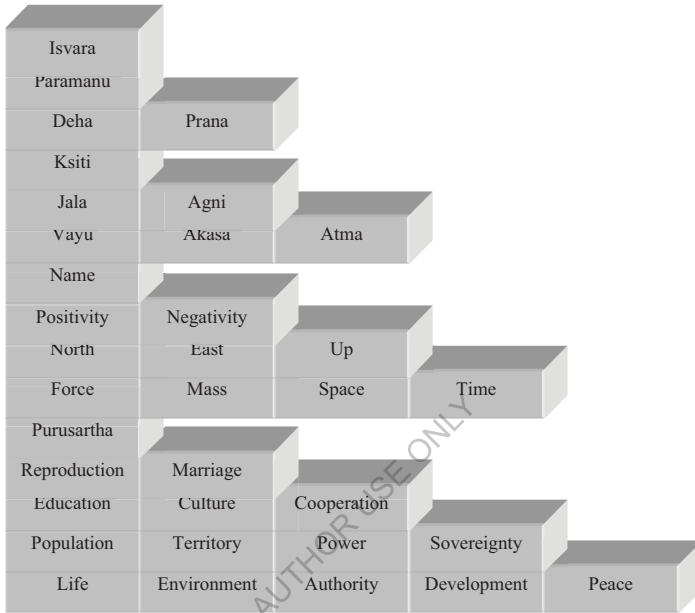 Isvara
Paramanu
Deha Prana
Ksiti
Jala Agni
Vayu Akasa Atma
Name
Positivity Negativity
North East Up
Force Mass Space Time
Purusartha
Reproduction Marriage
Education Culture Cooperation
Population Territory Power Sovereignty
Life Environment Authority Development Peace
AUTHOR USE ONLY